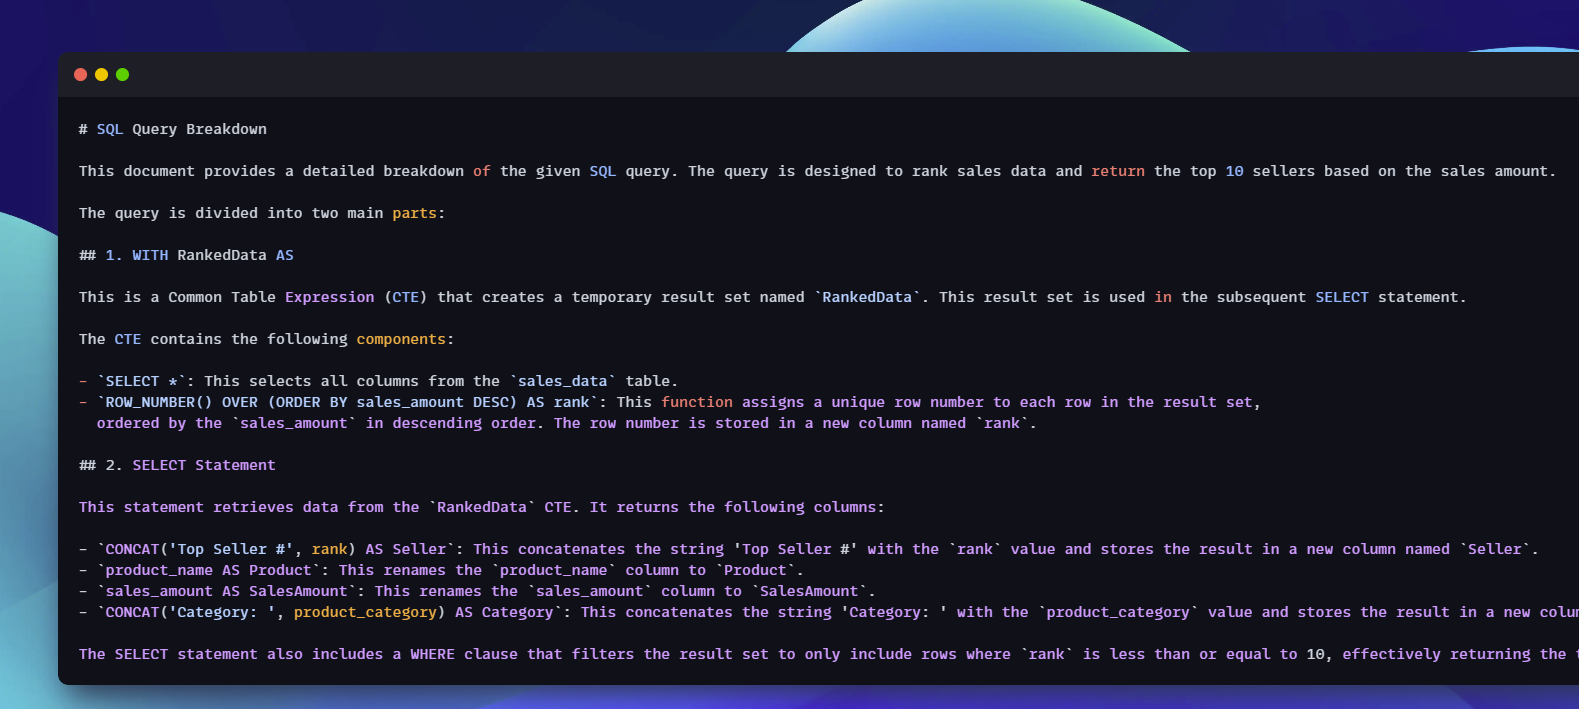 # SQL Query Breakdown
This document provides a detailed breakdown of the given SQL query. The query is designed to rank sales data and return the top 10 sellers based on the sales amount.
The query is divided into two main parts:
## 1. WITH RankedData AS
This is a Common Table Expression (CTE) that creates a temporary result set named `RankedData`. This result set is used in the subsequent SELECT statement.
The CTE contains the following components:
- `SELECT *`: This selects all columns from the `sales_data` table.
- `ROW_NUMBER() OVER (ORDER BY sales_amount DESC) AS rank`: This function assigns a unique row number to each row in the result set,
ordered by the `sales_amount` in descending order. The row number is stored in a new column named `rank`.
## 2. SELECT Statement
This statement retrieves data from the `RankedData` CTE. It returns the following columns:
- `CONCAT('Top Seller #', rank) AS Seller`: This concatenates the string 'Top Seller #' with the `rank` value and stores the result in a new column named `Seller`.
- `product_name AS Product`: This renames the `product_name` column to `Product`.
- `sales_amount AS SalesAmount`: This renames the `sales_amount` column to `SalesAmount`.
- `CONCAT('Category: ', product_category) AS Category`: This concatenates the string 'Category: ' with the `product_category` value and stores the result in a new
The SELECT statement also includes a WHERE clause that filters the result set to only include rows where `rank` is less than or equal to 10, effectively returning the